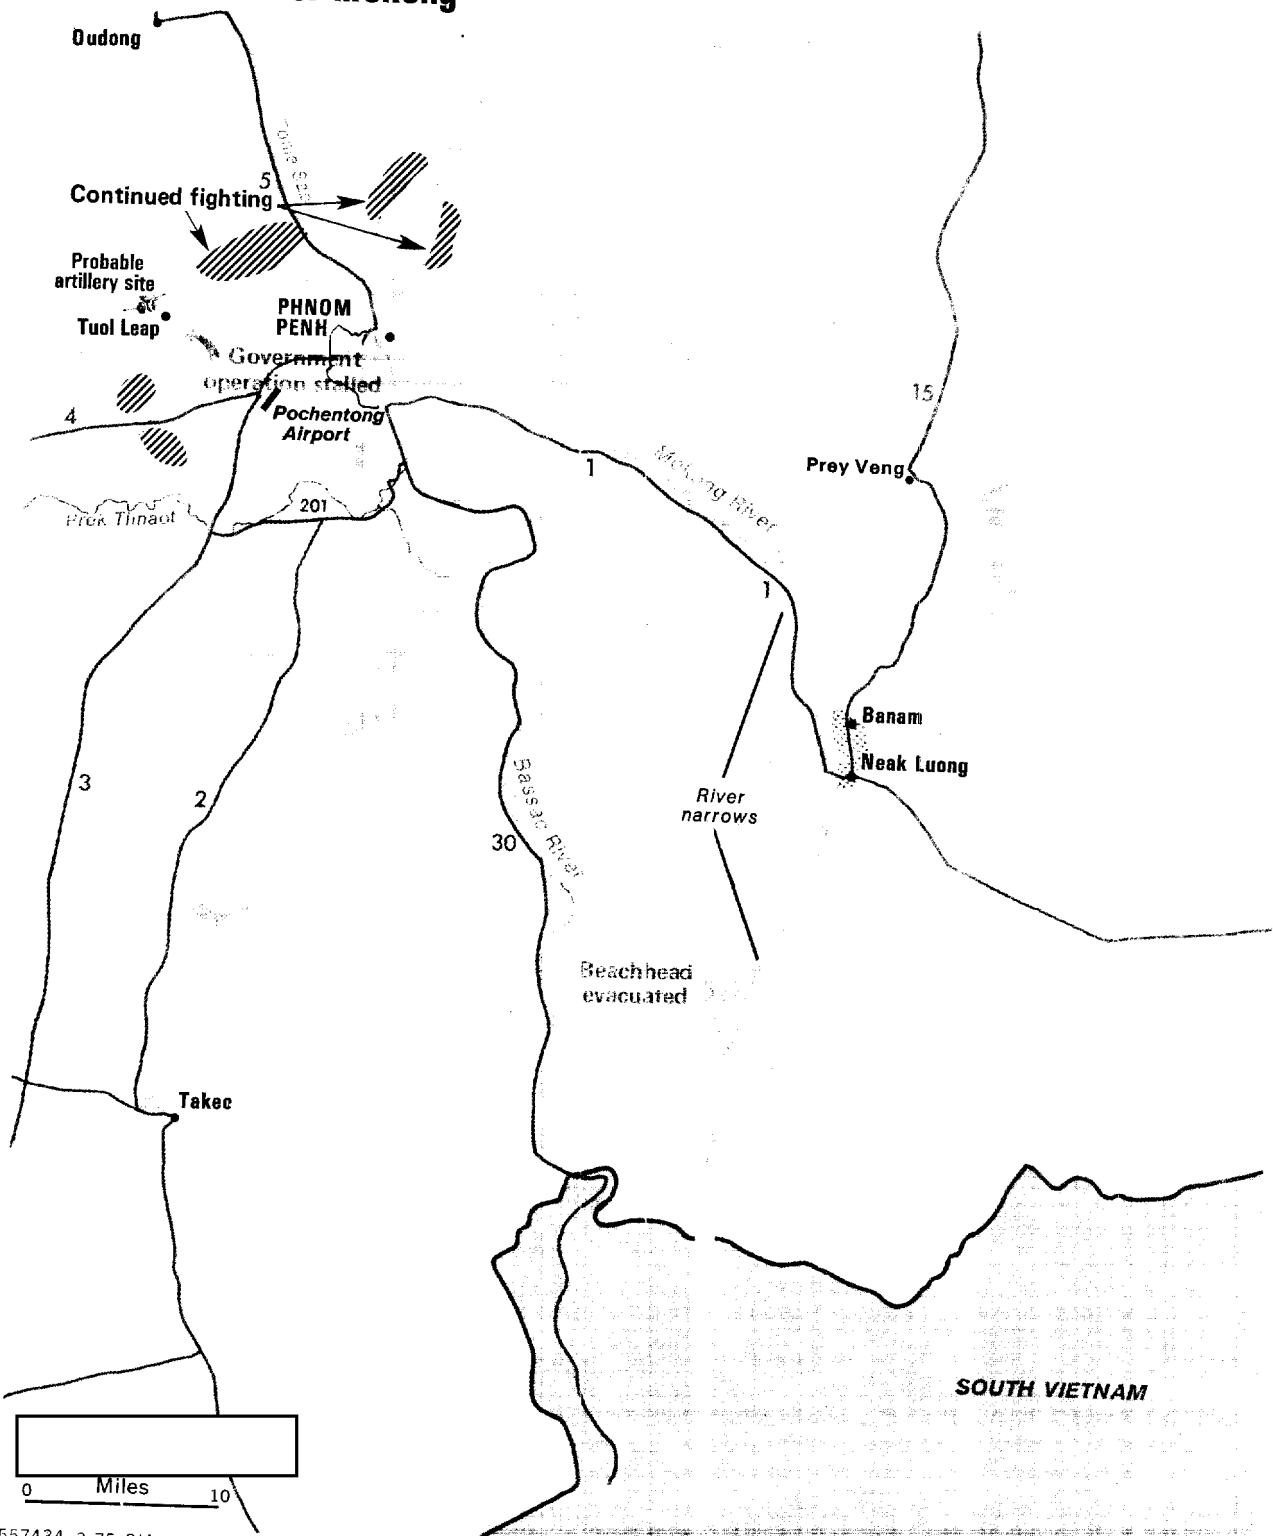 Mekong
Oudong
5
Continued fighting
Probable
artillery site
Tuol Leap
PHNOM
PENH
Government
operation stalled
Pochentong
Airport
4
15
1
Mekong River
Prey Veng
201
Prek Thnaot
1
Banam
Neak Luong
3
2
River
narrows
Bassac River
30
Beachhead
evacuated
Takeo
SOUTH VIETNAM
Miles
0 10